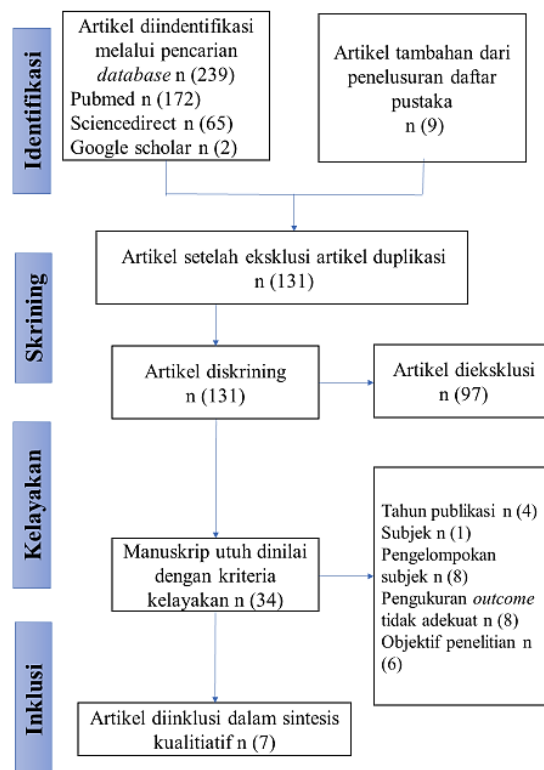 Identifikasi
Artikel diindentifikasi
melalui pencarian
database n (239)
Pubmed n (172)
Sciencedirect n (65)
Google scholar n (2)
Artikel tambahan dari
penelusuran daftar
pustaka
n (9)
Skrining
Artikel setelah eksklusi artikel duplikasi
n (131)
Artikel diskrining
n (131)
Artikel dieksklusi
n (97)
Kelayakan
Manuskrip utuh dinilai
dengan kriteria
kelayakan n (34)
Tahun publikasi n (4)
Subjek n (1)
Pengelompokan
subjek n (8)
Pengukuran outcome
tidak adekuat n (8)
Objektif penelitian n
(6)
Inklusi
Artikel diinklusi dalam sintesis
kualitiatif n (7)